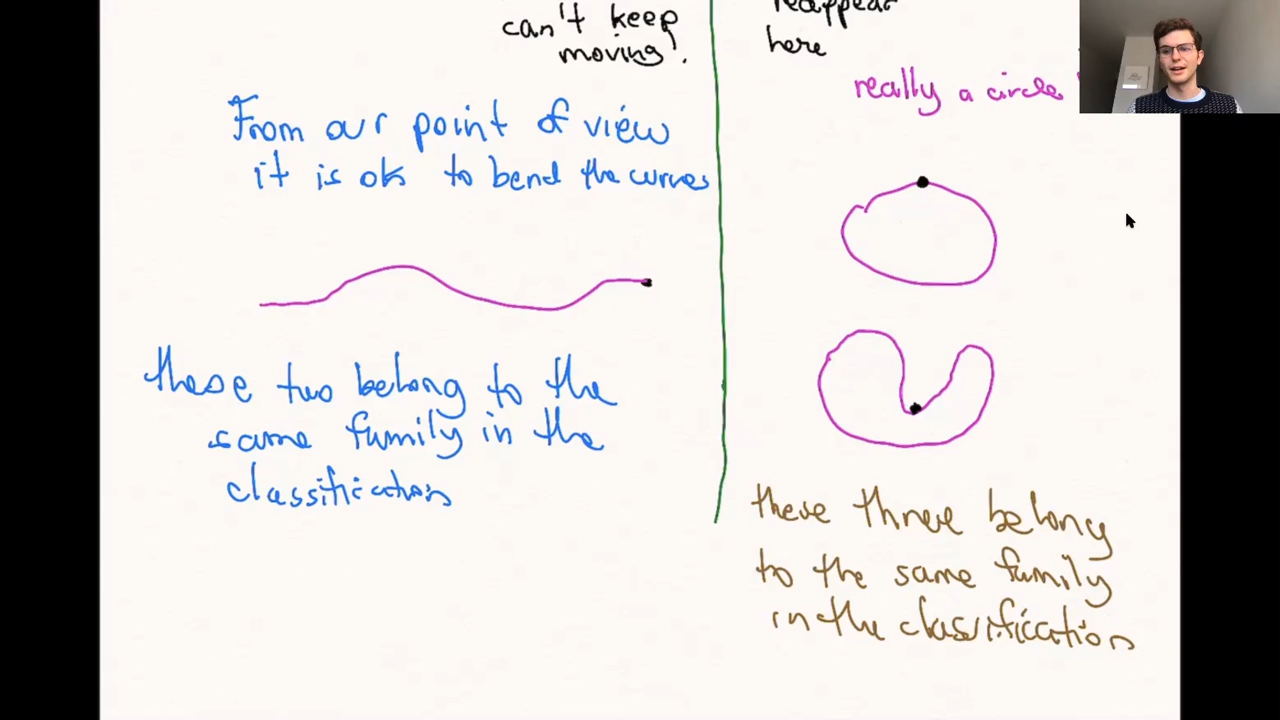 can't keep
moving!
From our point of view
it is ok to bend the curves
these two belong to the
same family in the
classification
reappear
here
really a circle
these three belong
to the same family
in the classification